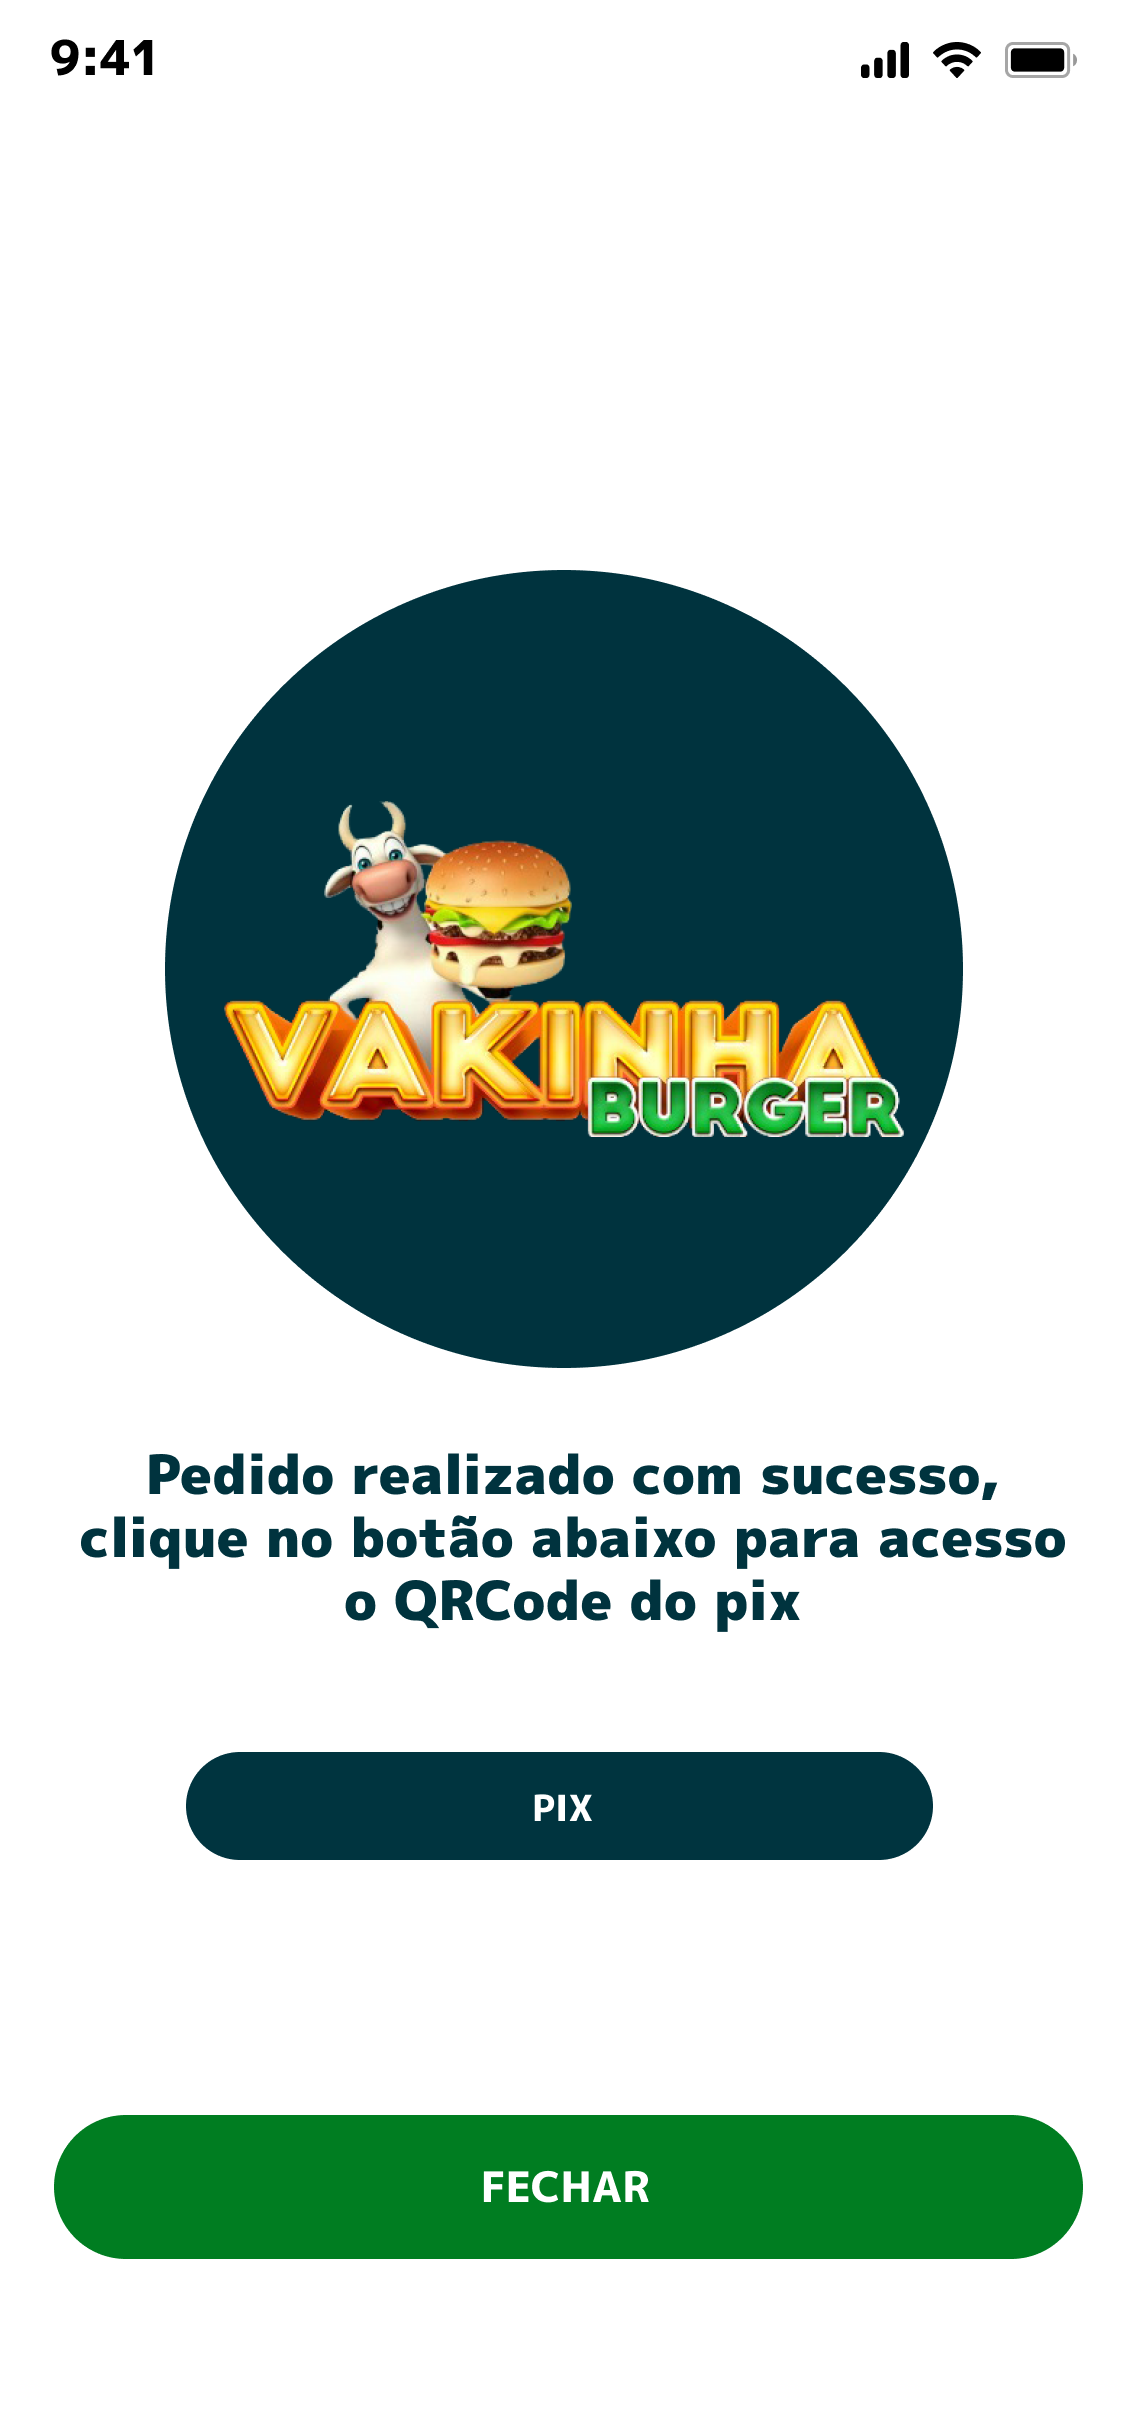 9:41
VAKINHA
BURGER
Pedido realizado com sucesso,
clique no botão abaixo para acesso
o QRCode do pix
PIX
FECHAR